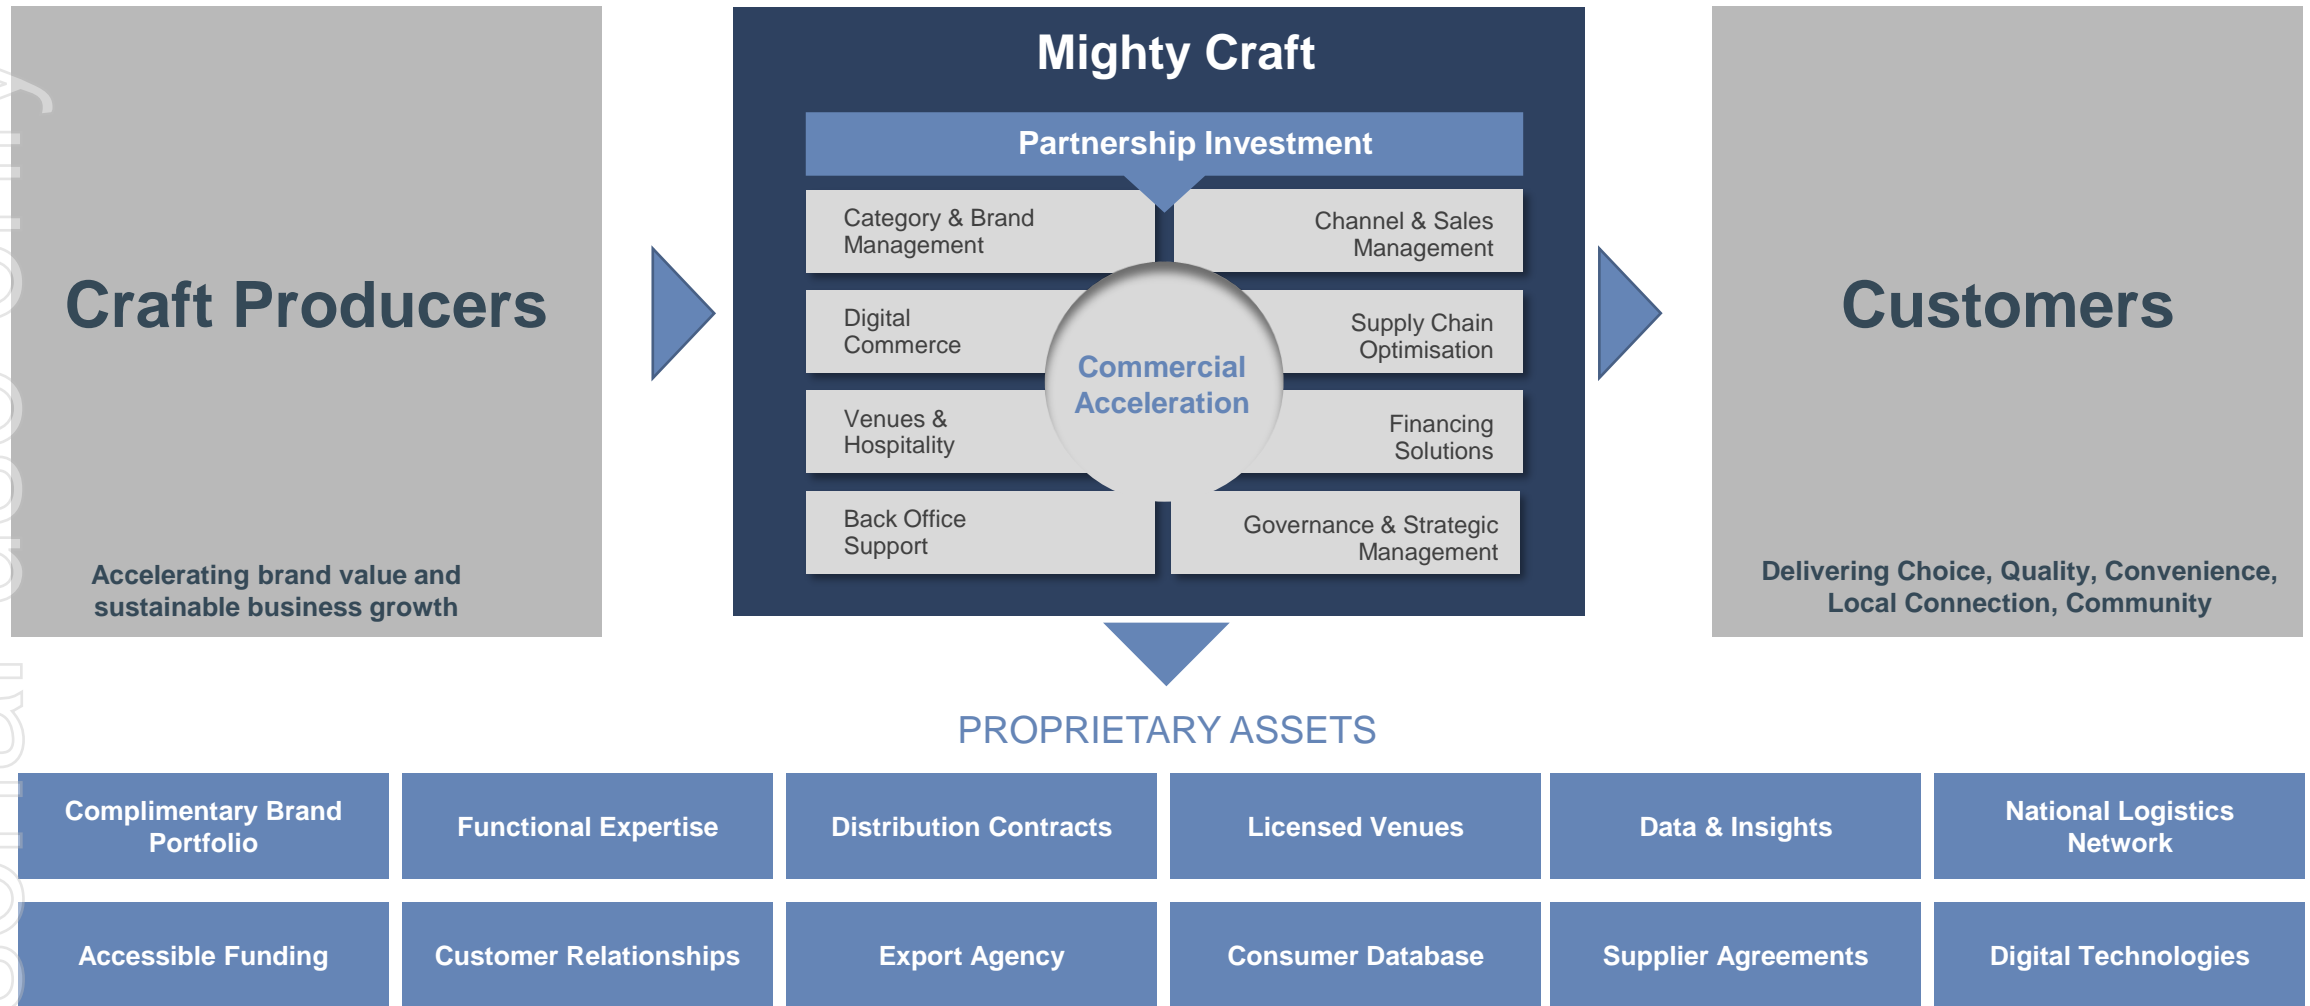 Mighty Craft
Partnership Investment
Craft Producers
Accelerating brand value and
sustainable business growth
Category & Brand
Management
Channel & Sales
Management
Digital
Commerce
Supply Chain
Optimisation
Commercial
Acceleration
Venues &
Hospitality
Financing
Solutions
Back Office
Support
Governance & Strategic
Management
Customers
Delivering Choice, Quality, Convenience,
Local Connection, Community
PROPRIETARY ASSETS
Complimentary Brand
Portfolio
Functional Expertise
Distribution Contracts
Licensed Venues
Data & Insights
National Logistics
Network
Accessible Funding
Customer Relationships
Export Agency
Consumer Database
Supplier Agreements
Digital Technologies